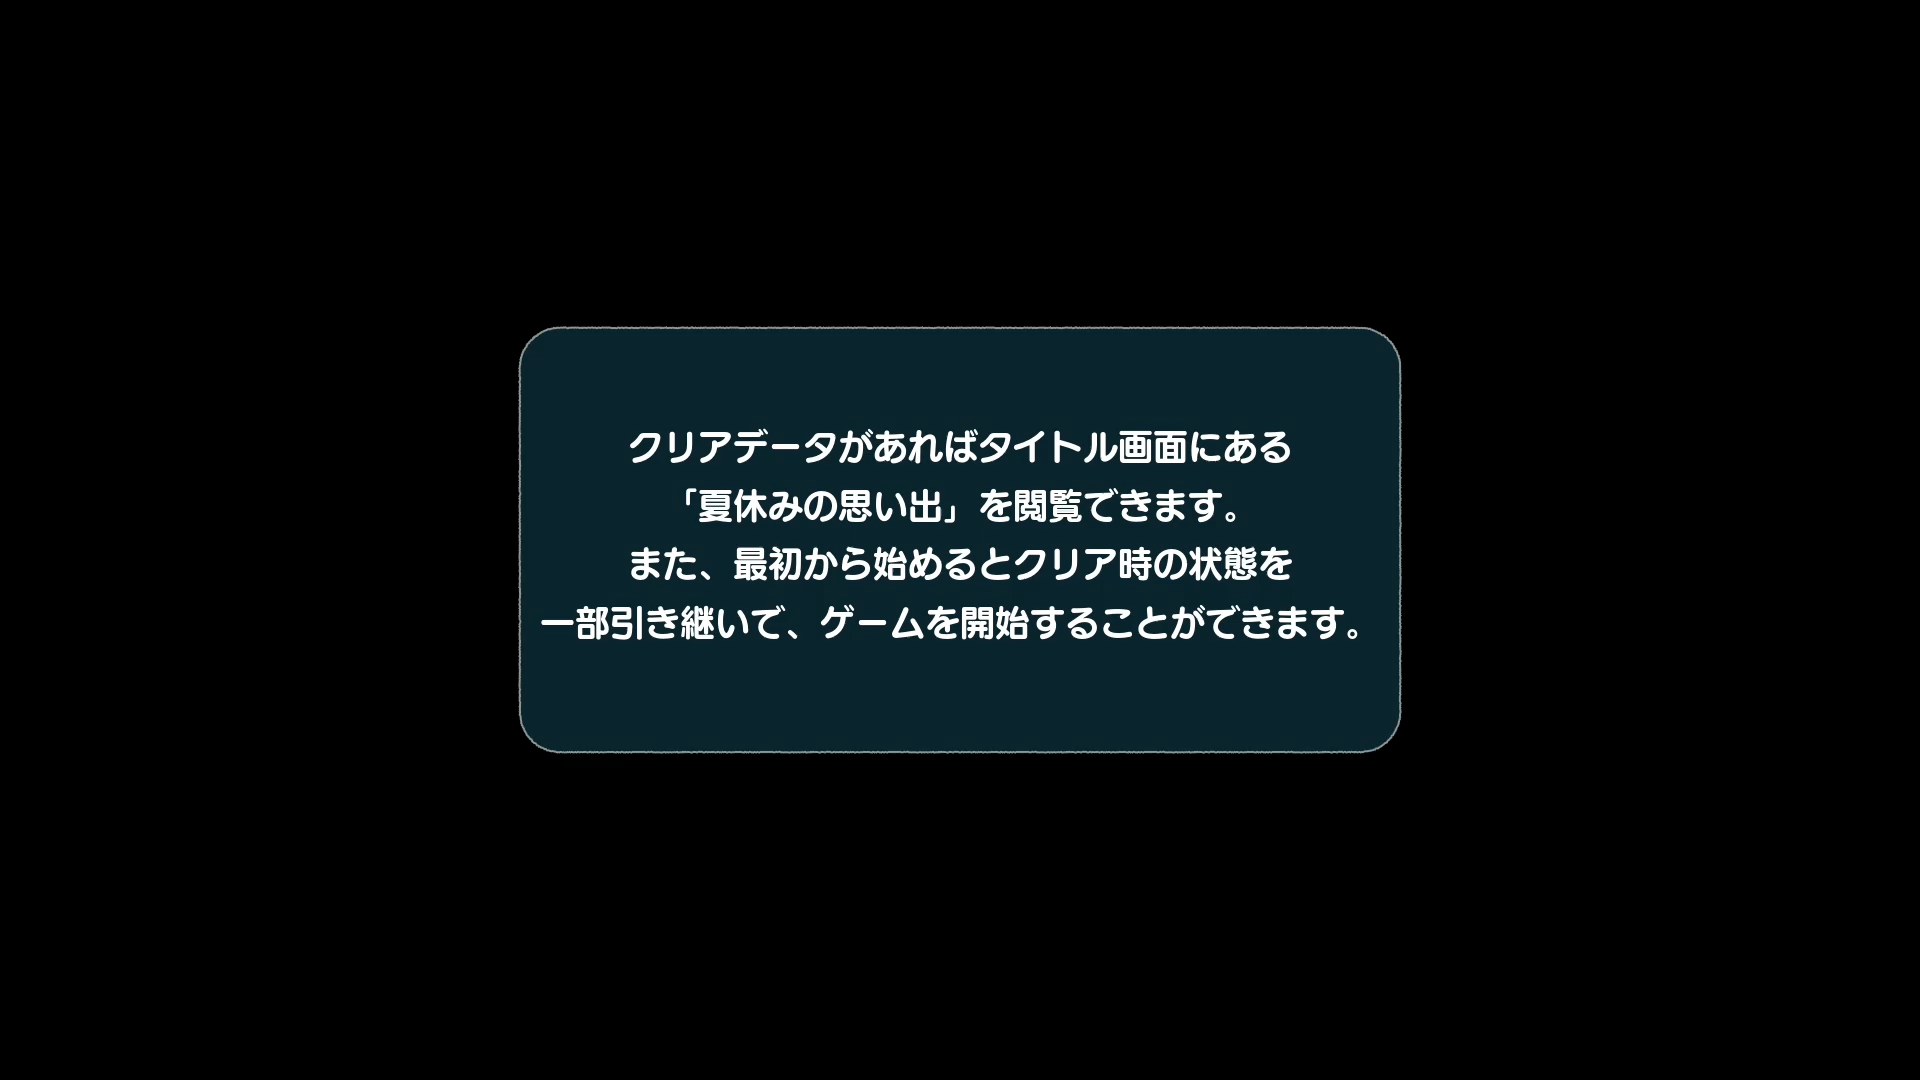 クリアデータがあればタイトル画面にある
「夏休みの思い出」を閲覧できます。
また、最初から始めるとクリア時の状態を
一部引き継いで、ゲームを開始することができます。